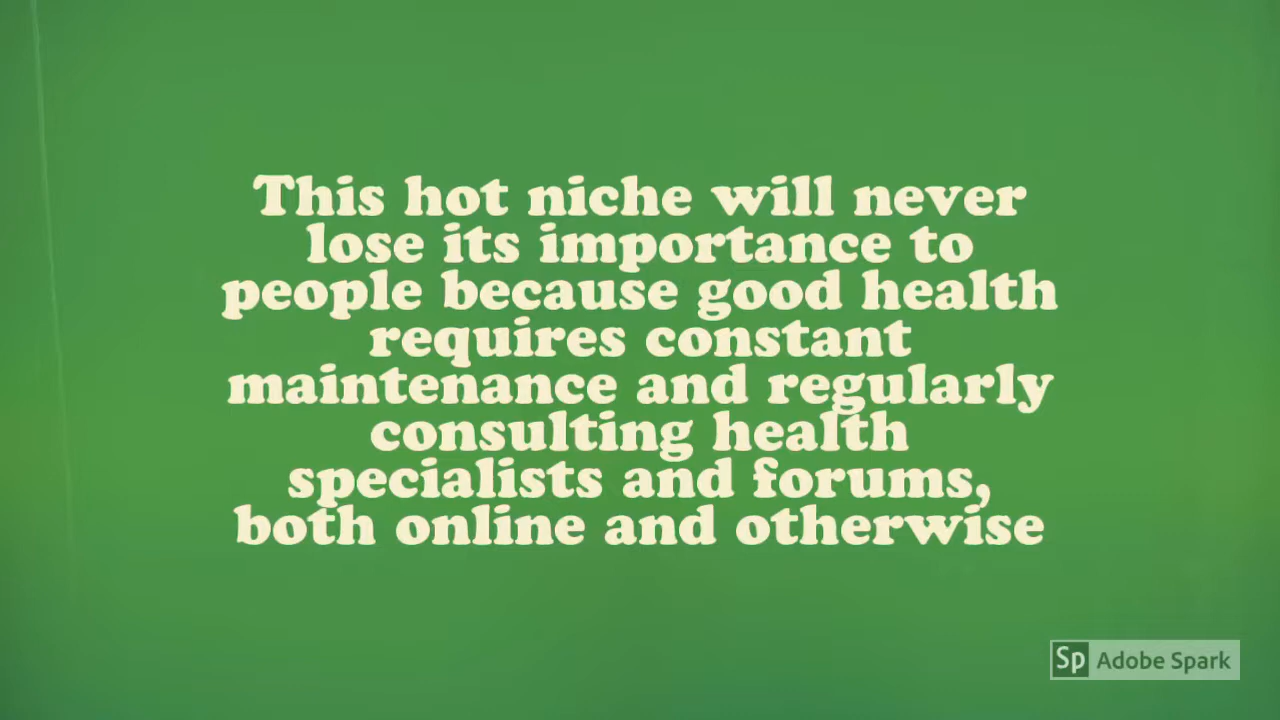 This hot niche will never
lose its importance to
people because good health
requires constant
maintenance and regularly
consulting health
specialists and forums,
both online and otherwise
Sp Adobe Spark